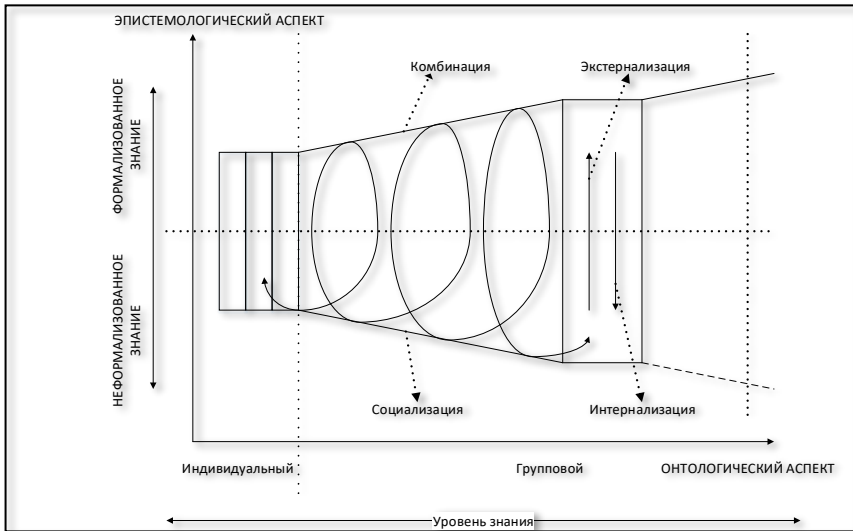 ЭПИСТЕМОЛОГИЧЕСКИЙ АСПЕКТ
Комбинация
Экстернализация
ФОРМАЛИЗОВАННОЕ
ЗНАНИЕ
НЕФОРМАЛИЗОВАННОЕ
ЗНАНИЕ
Социализация
Интернализация
Индивидуальный
Групповой
ОНТОЛОГИЧЕСКИЙ АСПЕКТ
Уровень знания